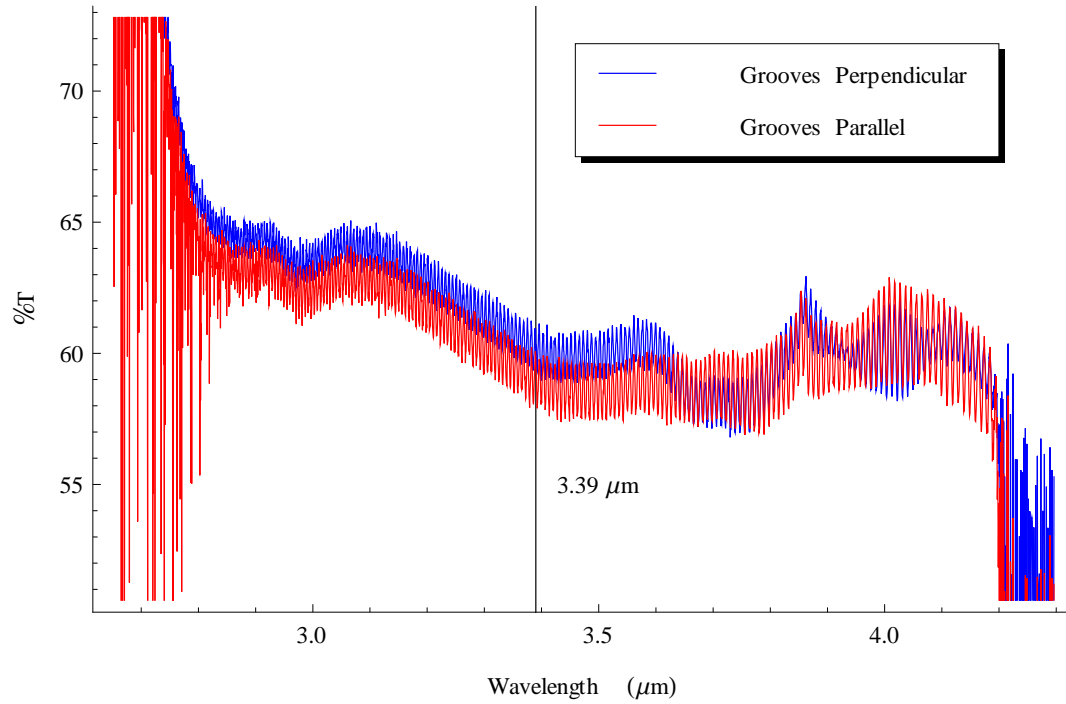 %T
70
65
60
55
Grooves Perpendicular
Grooves Parallel
3.39 μm
3.0 3.5 4.0
Wavelength (μm)